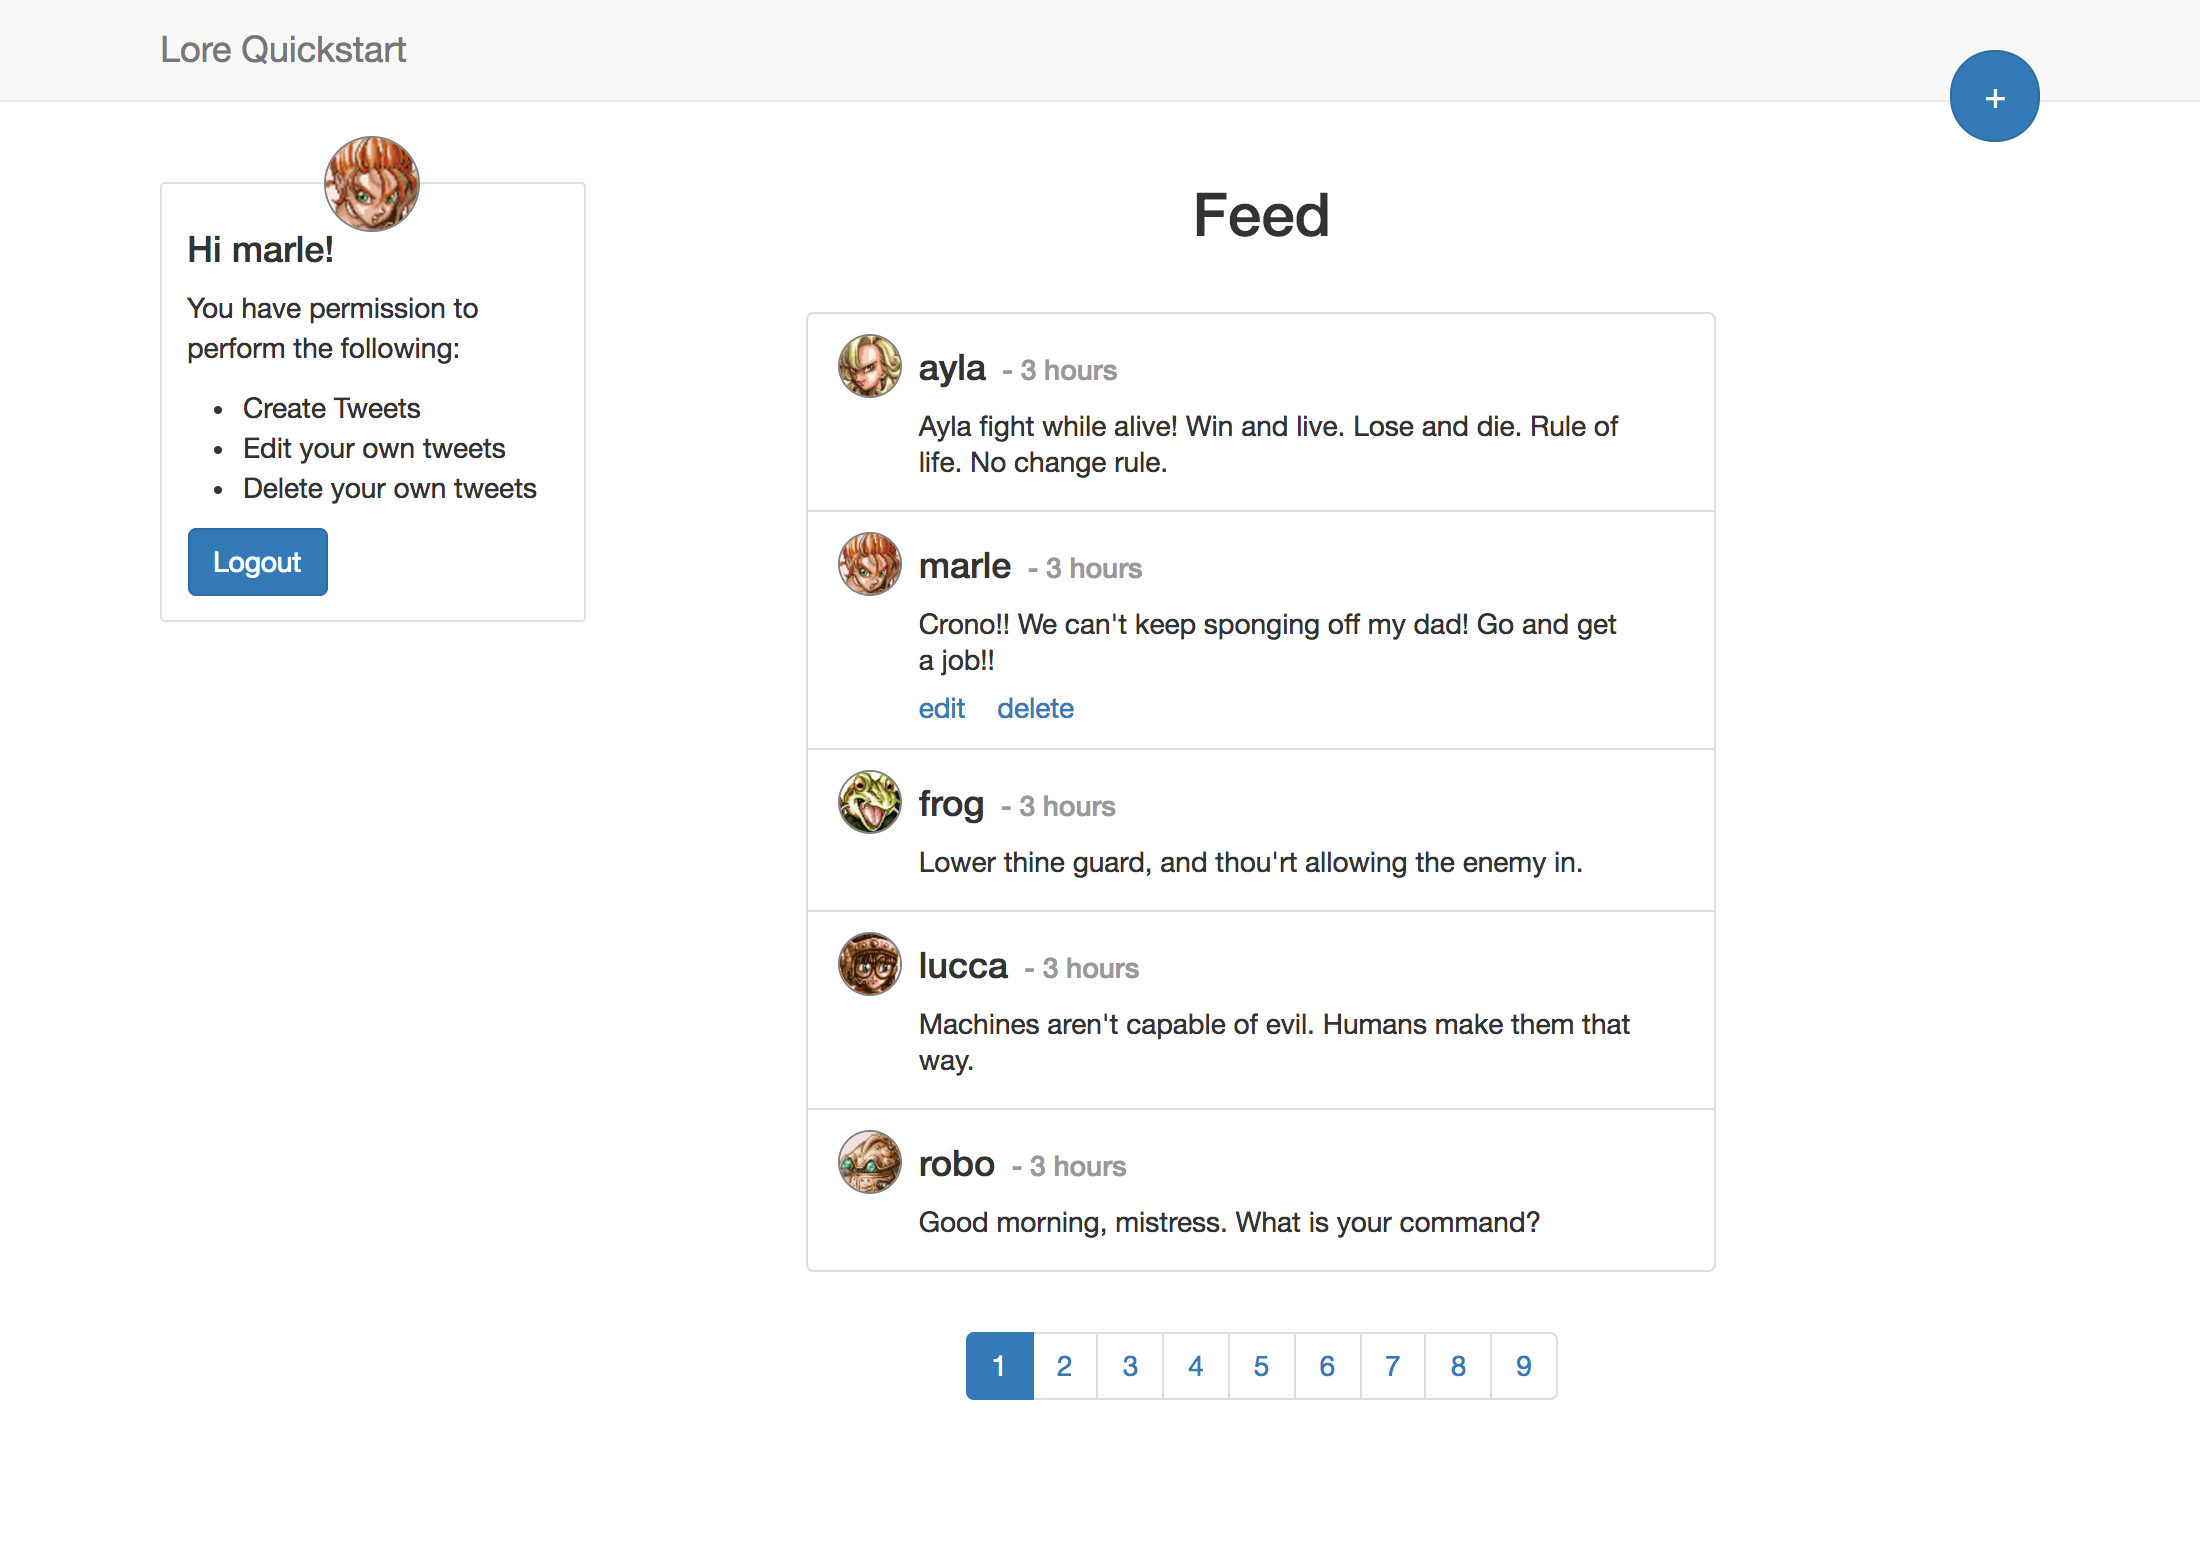 Lore Quickstart
+
Hi marle!
You have permission to
perform the following:
• Create Tweets
• Edit your own tweets
• Delete your own tweets
Logout
Feed
ayla - 3 hours
Ayla fight while alive! Win and live. Lose and die. Rule of
life. No change rule.
marle - 3 hours
Crono!! We can't keep sponging off my dad! Go and get
a job!!
edit delete
frog - 3 hours
Lower thine guard, and thou'rt allowing the enemy in.
lucca - 3 hours
Machines aren't capable of evil. Humans make them that
way.
robo - 3 hours
Good morning, mistress. What is your command?
1 2 3 4 5 6 7 8 9